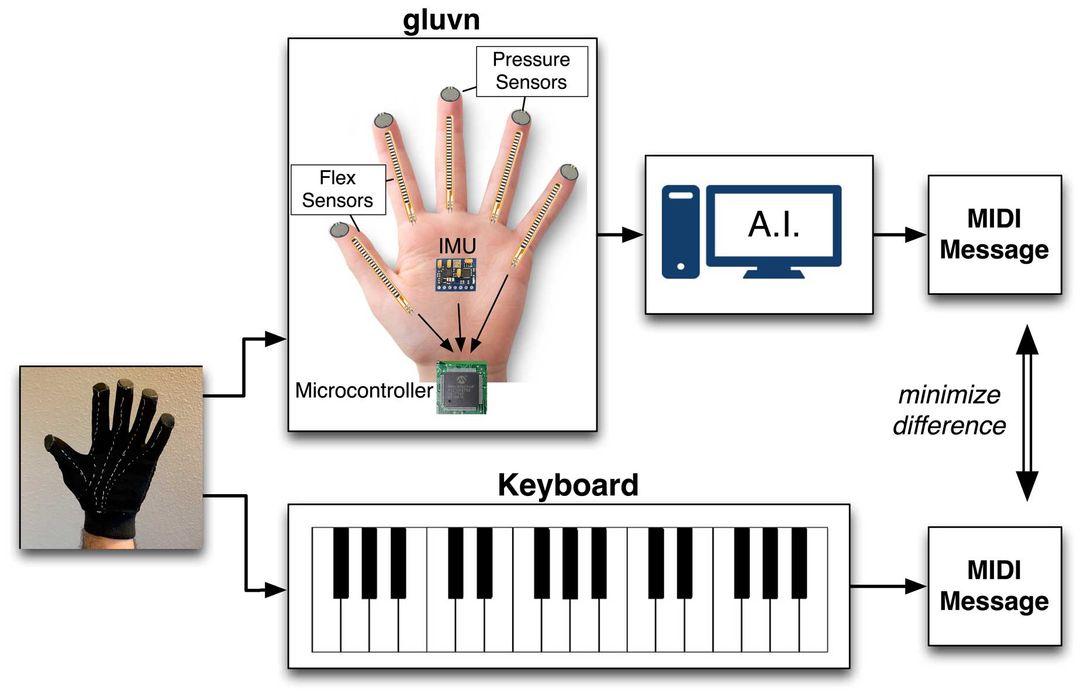 gluvn
Pressure
Sensors
Flex
Sensors
IMU
Microcontroller
A.I.
MIDI
Message
minimize
difference
Keyboard
MIDI
Message